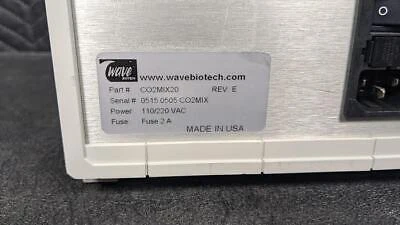 wave
BIOTECH
www.wavebiotech.com
Part # CO2MIX20 REV. E
Serial # 0515 0505 CO2MIX
Power: 110/220 VAC
Fuse: Fuse 2 A
MADE IN USA